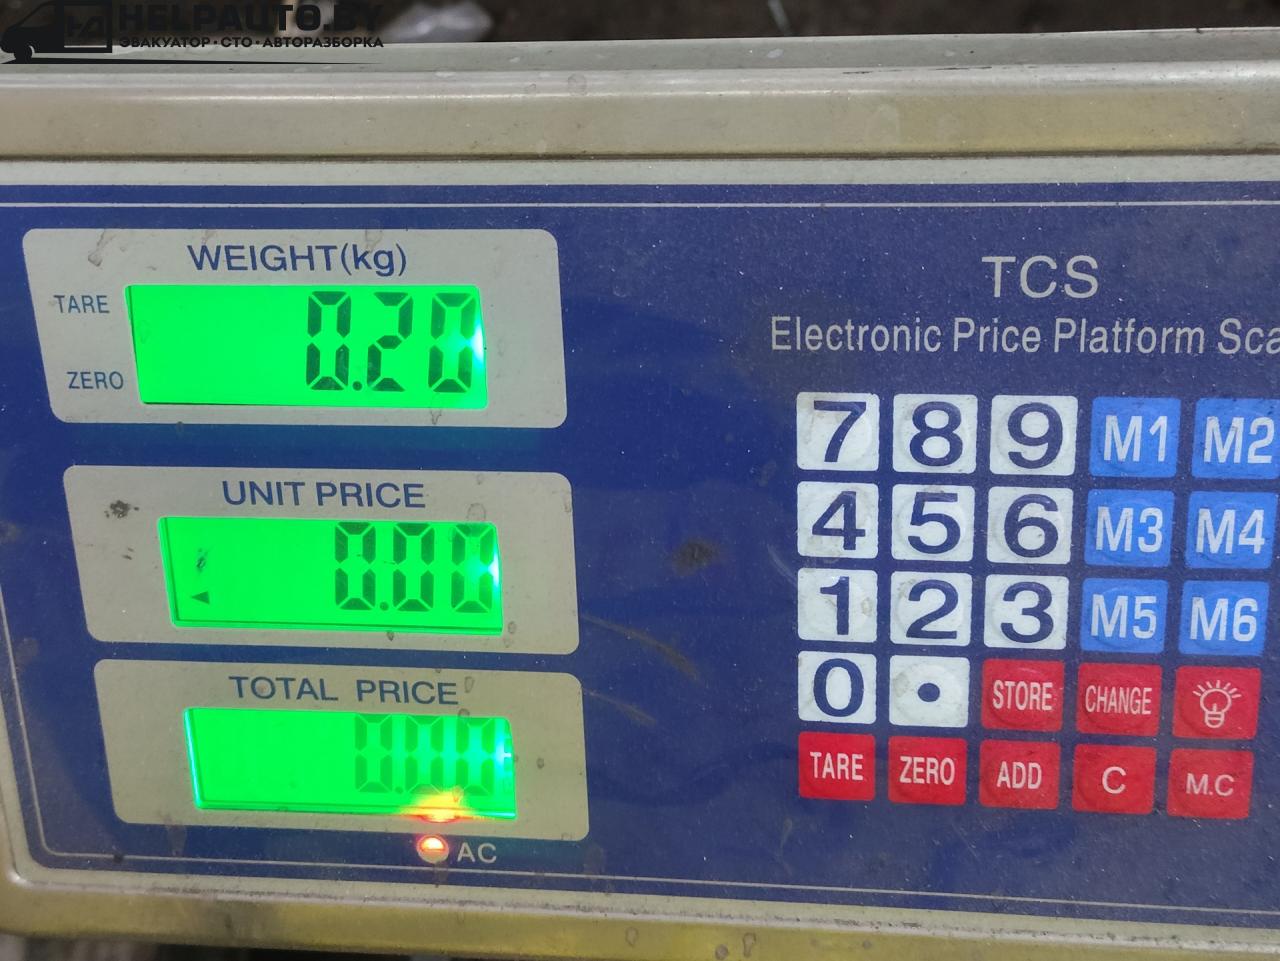 HELPAUTO.BY
ЭВАКУАТОР · СТО · АВТОРАЗБОРКА
WEIGHT(kg)
TARE
0.20
ZERO
UNIT PRICE
0.00
TOTAL PRICE
0.00
AC
TCS
Electronic Price Platform Sca
7 8 9 M1 M2
4 5 6 M3 M4
1 2 3 M5 M6
0 . STORE CHANGE
TARE ZERO ADD C M.C